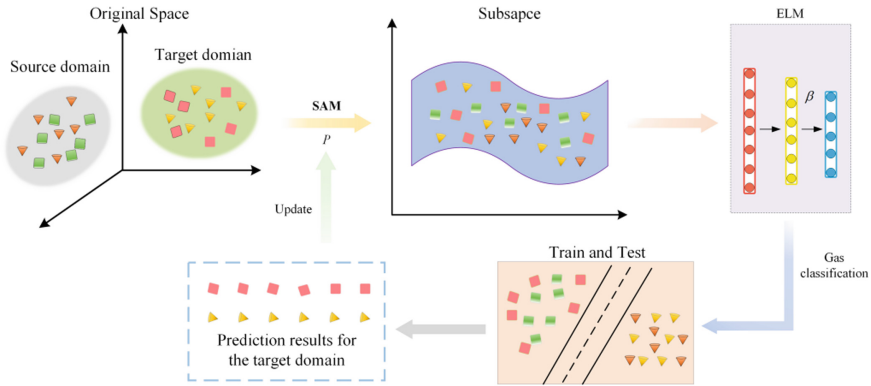 Original Space
Source domain
Target domian
SAM
P
Subsapce
ELM
β
Update
Gas
classification
Train and Test
Prediction results for
the target domain